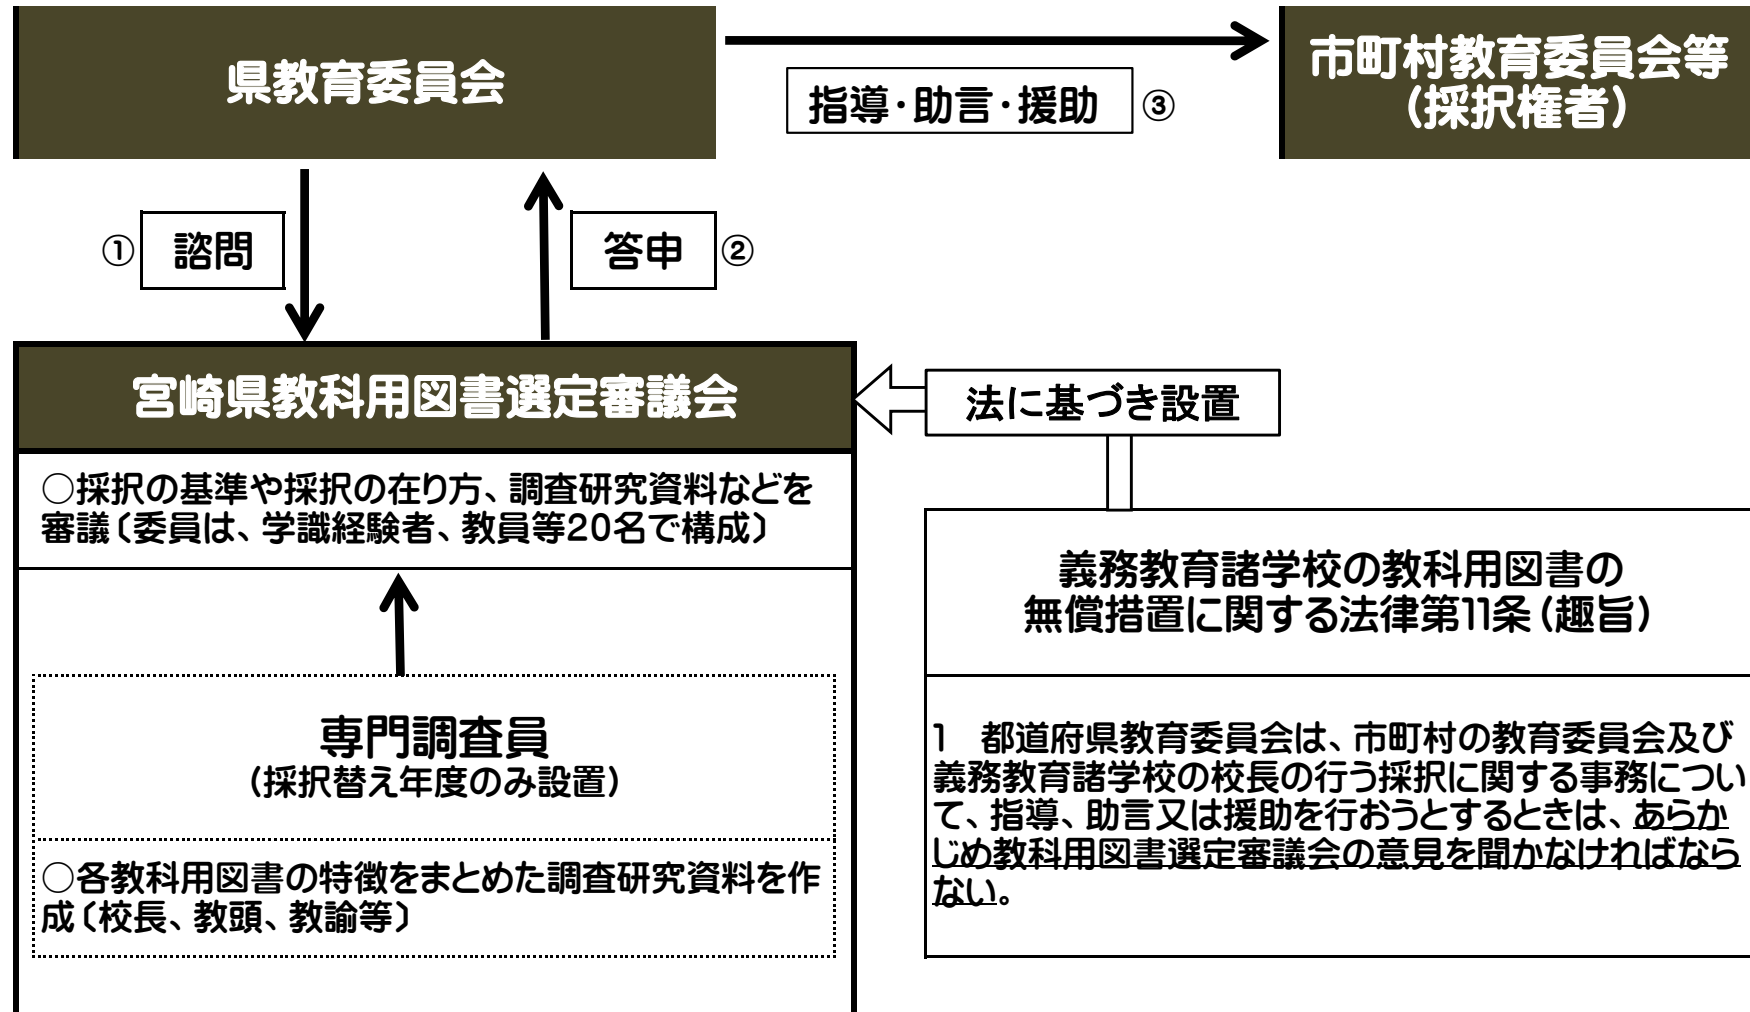 県教育委員会
指導・助言・援助 ③
市町村教育委員会等
(採択権者)
① 諮問
答申 ②
宮崎県教科用図書選定審議会
○採択の基準や採択の在り方、調査研究資料などを
審議〔委員は、学識経験者、教員等20名で構成〕
専門調査員
(採択替え年度のみ設置)
○各教科用図書の特徴をまとめた調査研究資料を作
成〔校長、教頭、教諭等〕
法に基づき設置
義務教育諸学校の教科用図書の
無償措置に関する法律第11条(趣旨)
1　都道府県教育委員会は、市町村の教育委員会及び
義務教育諸学校の校長の行う採択に関する事務につい
て、指導、助言又は援助を行おうとするときは、あらか
じめ教科用図書選定審議会の意見を聞かなければなら
ない。